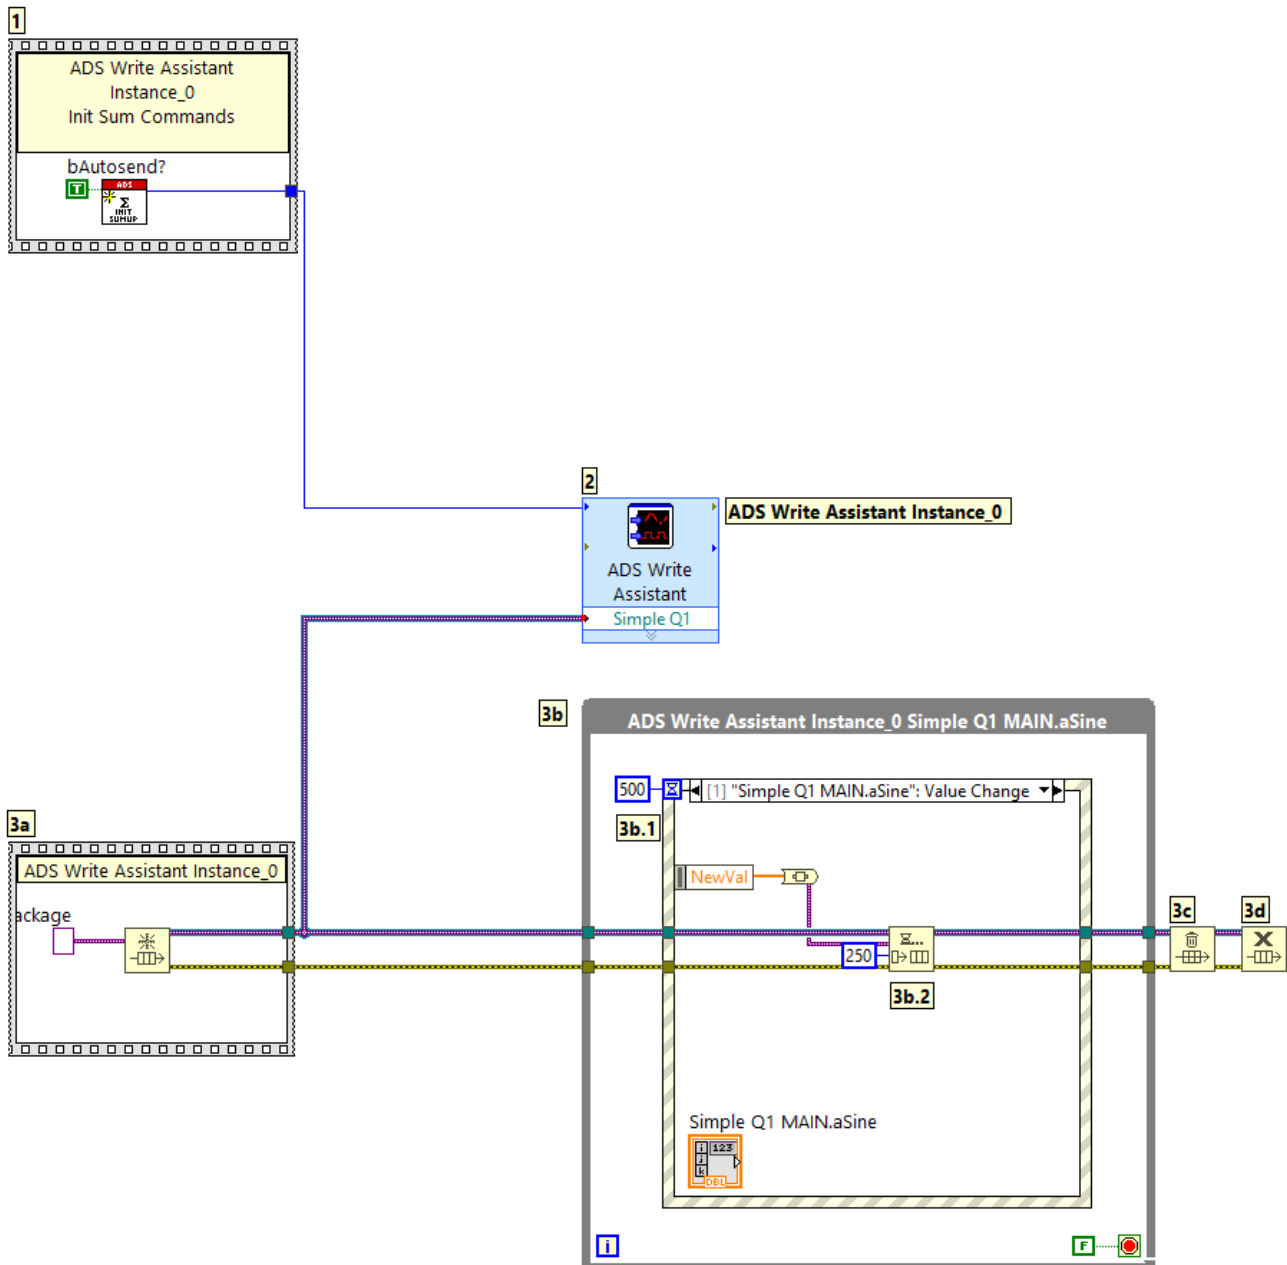 1
ADS Write Assistant
Instance_0
Init Sum Commands
bAutosend?
T
ADS
Σ
INIT
SUMUP
2
ADS Write Assistant Instance_0
ADS Write
Assistant
Simple Q1
3b
ADS Write Assistant Instance_0 Simple Q1 MAIN.aSine
500
[1] "Simple Q1 MAIN.aSine": Value Change
3b.1
3a
ADS Write Assistant Instance_0
ackage
NewVal
250
3b.2
3c
3d
Simple Q1 MAIN.aSine
i
j
k
123
DBL
i
F